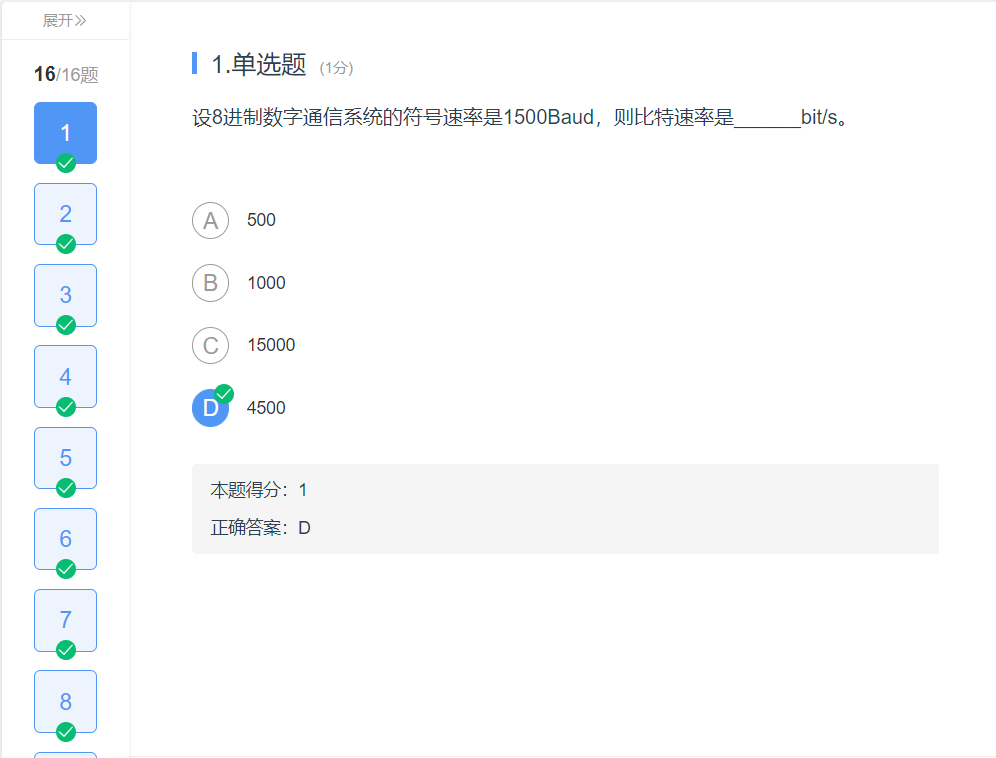 展开>>
16/16题
1
2
3
4
5
6
7
8
1.单选题 (1分)
设8进制数字通信系统的符号速率是1500Baud，则比特速率是______bit/s。
A 500
B 1000
C 15000
D 4500
本题得分：1
正确答案：D